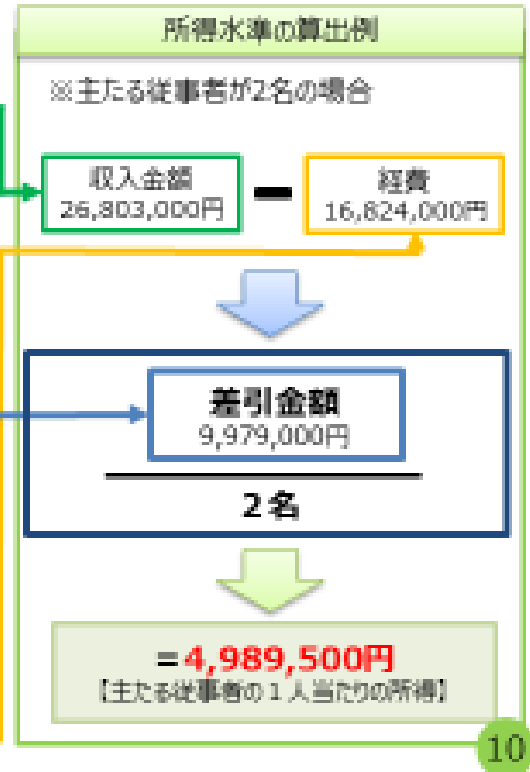 所得水準の算出例
※主たる従事者が2名の場合
収入金額
26,803,000円
経費
16,824,000円
差引金額
9,979,000円
2名
=4,989,500円
【主たる従事者の1人当たりの所得】
10